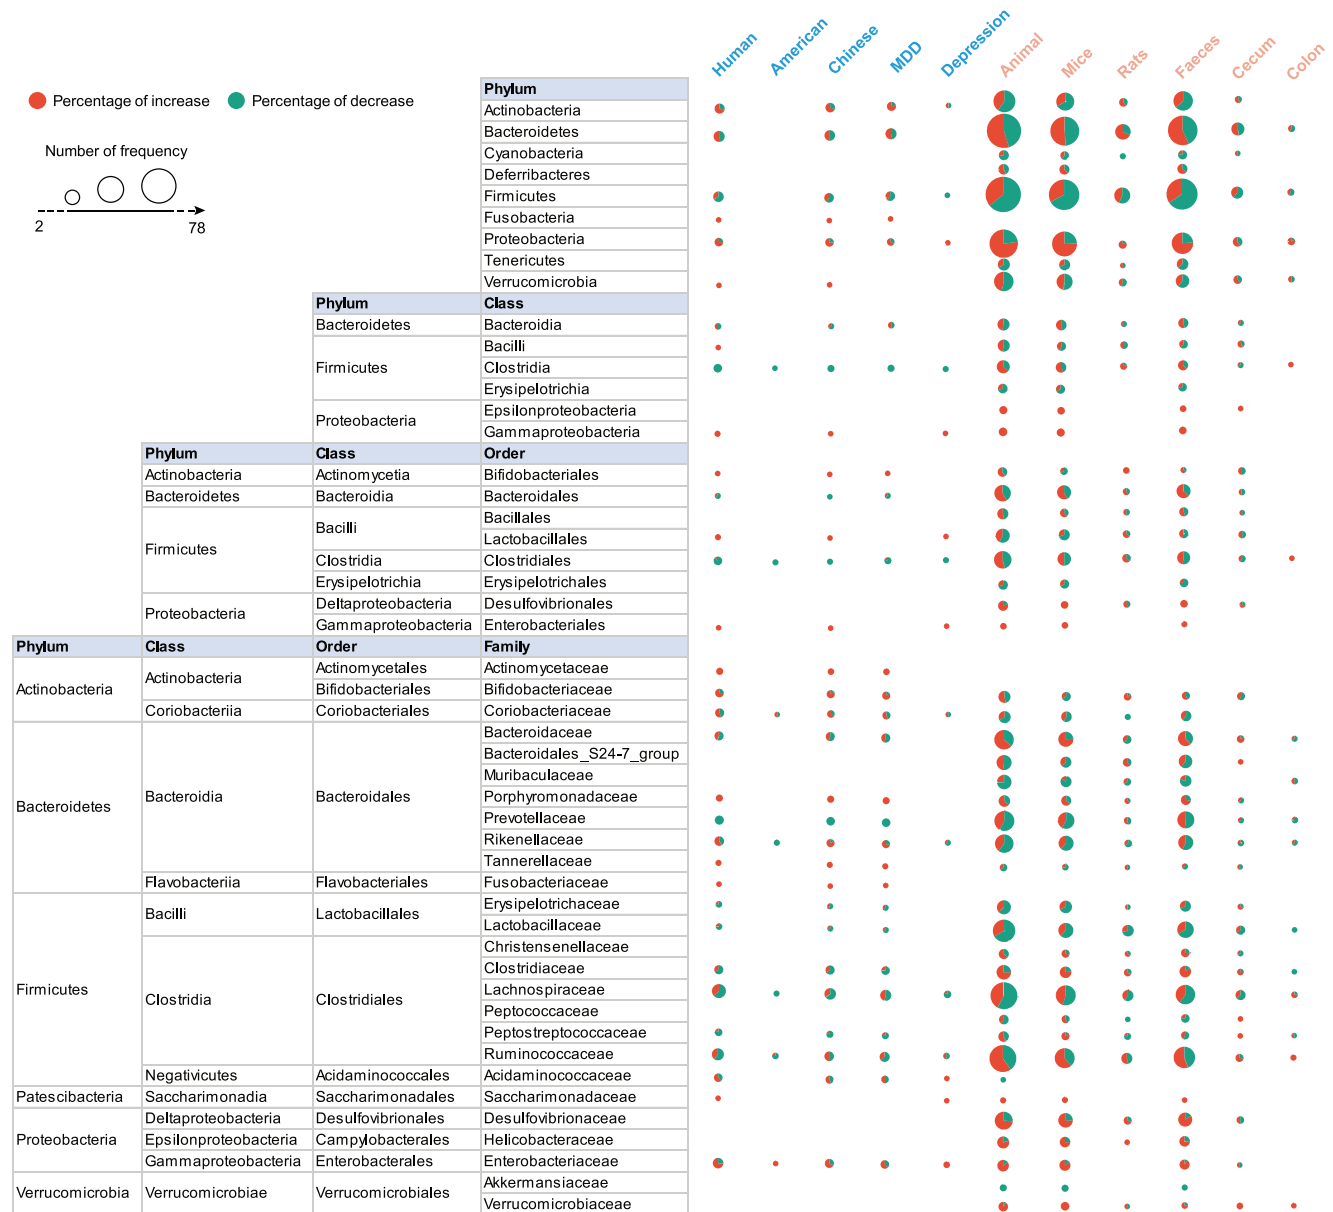 Human
American
Chinese
MDD
Depression
Animal
Mice
Rats
Faeces
Cecum
Colon
Percentage of increase
Percentage of decrease
Number of frequency
2
78
Phylum
Actinobacteria
Bacteroidetes
Cyanobacteria
Deferribacteres
Firmicutes
Fusobacteria
Proteobacteria
Tenericutes
Verrucomicrobia
Phylum Class
Bacteroidetes Bacteroidia
Firmicutes Bacilli
Clostridia
Erysipelotrichia
Proteobacteria Epsilonproteobacteria
Gammaproteobacteria
Phylum Class Order
Actinobacteria Actinomycetia Bifidobacteriales
Bacteroidetes Bacteroidia Bacteroidales
Firmicutes Bacilli Bacillales
Lactobacillales
Clostridia Clostridiales
Erysipelotrichia Erysipelotrichales
Proteobacteria Deltaproteobacteria Desulfovibrionales
Gammaproteobacteria Enterobacteriales
Phylum Class Order Family
Actinobacteria Actinobacteria Actinomycetales Actinomycetaceae
Bifidobacteriales Bifidobacteriaceae
Coriobacteriia Coriobacteriales Coriobacteriaceae
Bacteroidetes Bacteroidia Bacteroidales Bacteroidaceae
Bacteroidales_S24-7_group
Muribaculaceae
Porphyromonadaceae
Prevotellaceae
Rikenellaceae
Tannerellaceae
Flavobacteriia Flavobacteriales Fusobacteriaceae
Firmicutes Bacilli Lactobacillales Erysipelotrichaceae
Lactobacillaceae
Clostridia Clostridiales Christensenellaceae
Clostridiaceae
Lachnospiraceae
Peptococcaceae
Peptostreptococcaceae
Ruminococcaceae
Negativicutes Acidaminococcales Acidaminococcaceae
Patescibacteria Saccharimonadia Saccharimonadales Saccharimonadaceae
Proteobacteria Deltaproteobacteria Desulfovibrionales Desulfovibrionaceae
Epsilonproteobacteria Campylobacterales Helicobacteraceae
Gammaproteobacteria Enterobacterales Enterobacteriaceae
Verrucomicrobia Verrucomicrobiae Verrucomicrobiales Akkermansiaceae
Verrucomicrobiaceae